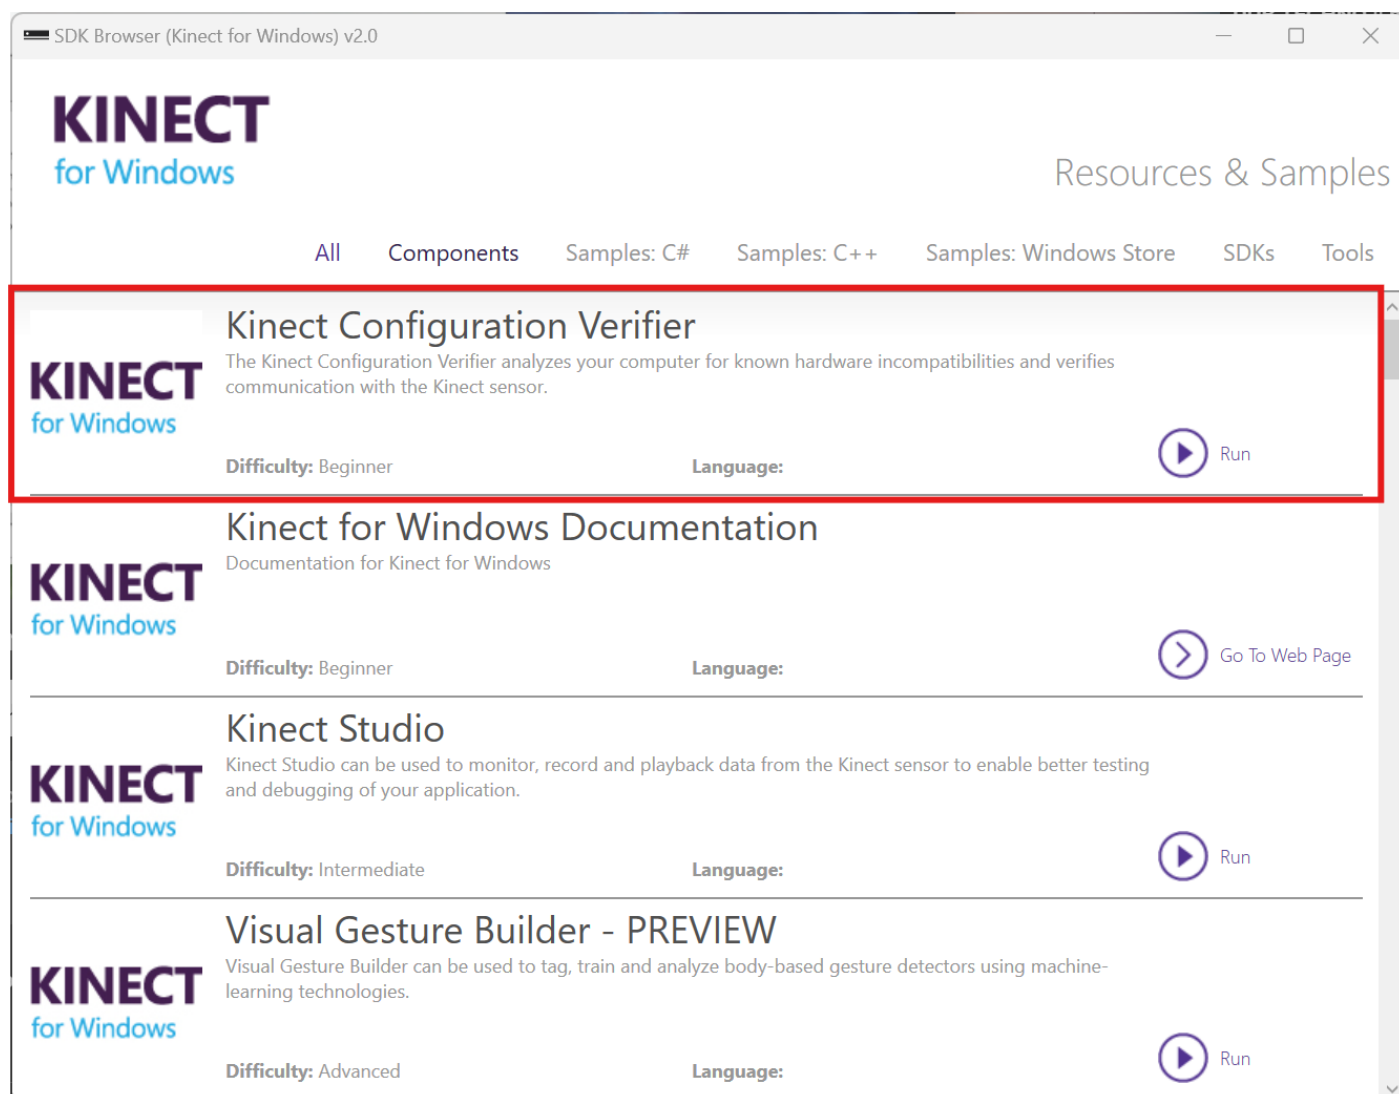 SDK Browser (Kinect for Windows) v2.0
KINECT
for Windows
Resources & Samples
All Components Samples: C# Samples: C++ Samples: Windows Store SDKs Tools
Kinect Configuration Verifier
The Kinect Configuration Verifier analyzes your computer for known hardware incompatibilities and verifies
communication with the Kinect sensor.
KINECT
for Windows
Difficulty: Beginner Language:
Run
Kinect for Windows Documentation
Documentation for Kinect for Windows
KINECT
for Windows
Difficulty: Beginner Language:
Go To Web Page
Kinect Studio
Kinect Studio can be used to monitor, record and playback data from the Kinect sensor to enable better testing
and debugging of your application.
KINECT
for Windows
Difficulty: Intermediate Language:
Run
Visual Gesture Builder - PREVIEW
Visual Gesture Builder can be used to tag, train and analyze body-based gesture detectors using machine-
learning technologies.
KINECT
for Windows
Difficulty: Advanced Language:
Run